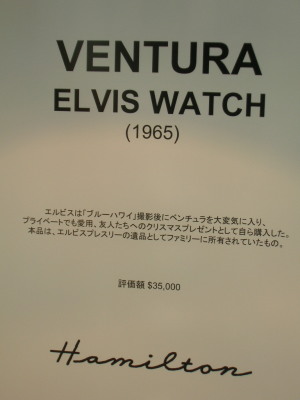 VENTURA
ELVIS WATCH
(1965)
エルビスは「ブルーハワイ」撮影後にベンチュラを大変気に入り、
プライベートでも愛用、友人たちへのクリスマスプレゼントとして自ら購入した。
本品は、エルビスプレスリーの遺品としてファミリーに所有されていたもの。
評価額 $35,000
Hamilton